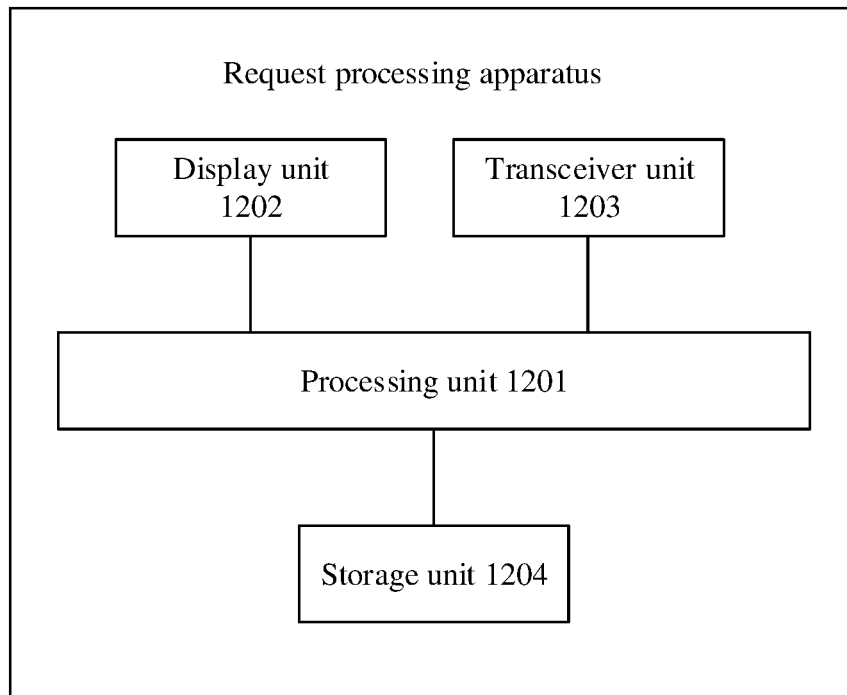 Request processing apparatus
Display unit
1202
Transceiver unit
1203
Processing unit 1201
Storage unit 1204